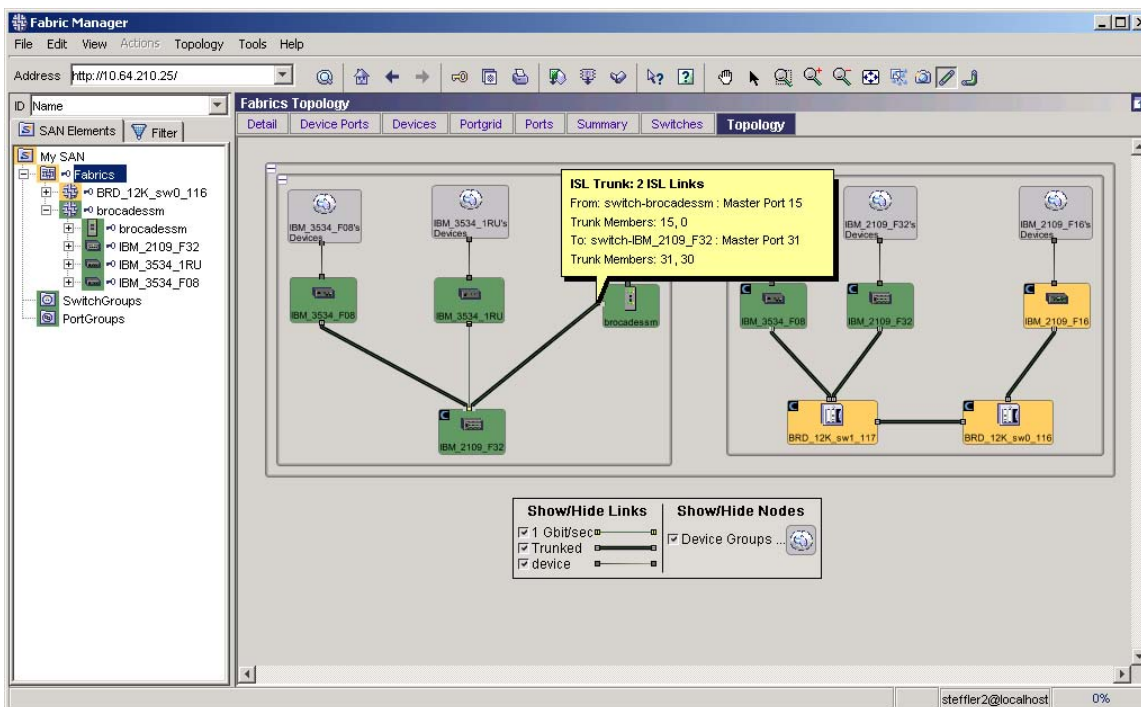 Fabric Manager
File Edit View Actions Topology Tools Help
Address http://10.64.210.25/
ID Name
SAN Elements Filter
My SAN
Fabrics
BRD_12K_sw0_116
brocadessm
brocadessm
IBM_2109_F32
IBM_3534_1RU
IBM_3534_F08
SwitchGroups
PortGroups
Fabrics Topology
Detail Device Ports Devices Portgrid Ports Summary Switches Topology
ISL Trunk: 2 ISL Links
From: switch-brocadessm : Master Port 15
Trunk Members: 15, 0
To: switch-IBM_2109_F32 : Master Port 31
Trunk Members: 31, 30
IBM_3534_F08's
Devices
IBM_3534_1RU's
Devices
IBM_2109_F32's
Devices
IBM_2109_F16's
Devices
IBM_3534_F08
IBM_3534_1RU
brocadessm
IBM_3534_F08
IBM_2109_F32
IBM_2109_F16
IBM_2109_F32
BRD_12K_sw1_117
BRD_12K_sw0_116
Show/Hide Links
1 Gbit/sec
Trunked
device
Show/Hide Nodes
Device Groups ...
steffler2@localhost 0%